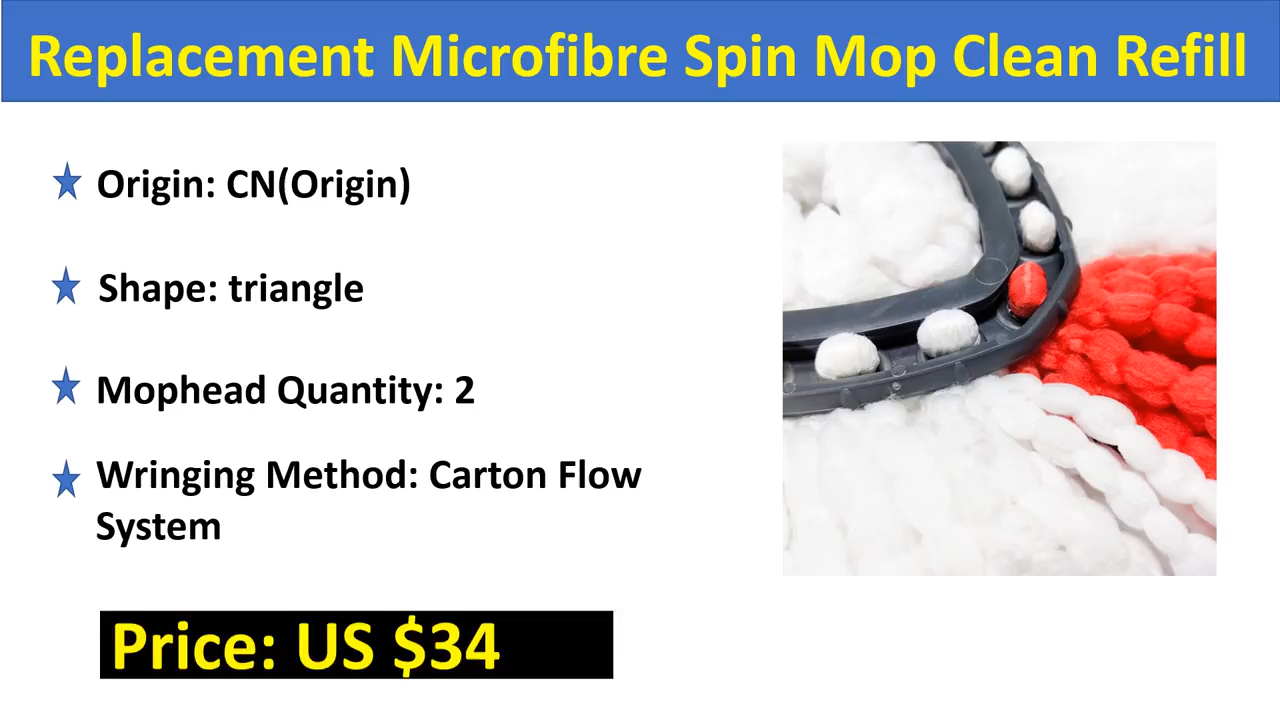 Replacement Microfibre Spin Mop Clean Refill
Origin: CN(Origin)
Shape: triangle
Mophead Quantity: 2
Wringing Method: Carton Flow
System
Price: US $34